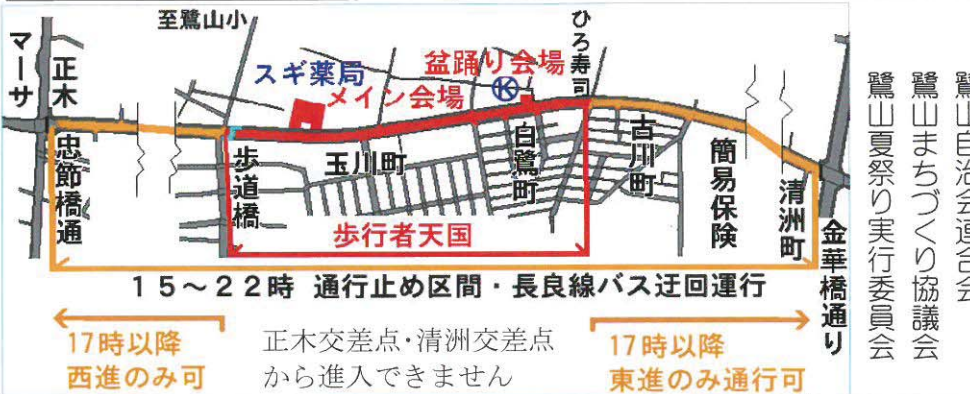 至鷺山小
マーサ
正木
スギ薬局
メイン会場
盆踊り会場
K
ひろ寿司
忠節橋通
歩道橋
玉川町
白鷺町
古川町
簡易保険
清洲町
金華橋通り
歩行者天国
15~22時 通行止め区間・長良線バス迂回運行
17時以降
西進のみ可
正木交差点・清洲交差点
から進入できません
17時以降
東進のみ通行可
鷺山自治会連合会
鷺山まちづくり協議会
鷺山夏祭り実行委員会